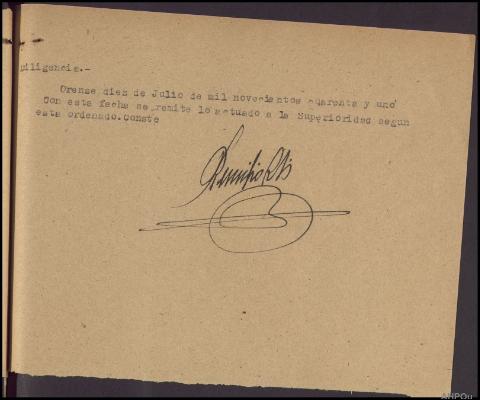 Diligencia.-
Orense diez de Julio de mil novecientos cuarenta y uno
Con esta fecha se remite lo actuado a la Superioridad segun
esta ordenado.Conste
AHPOu